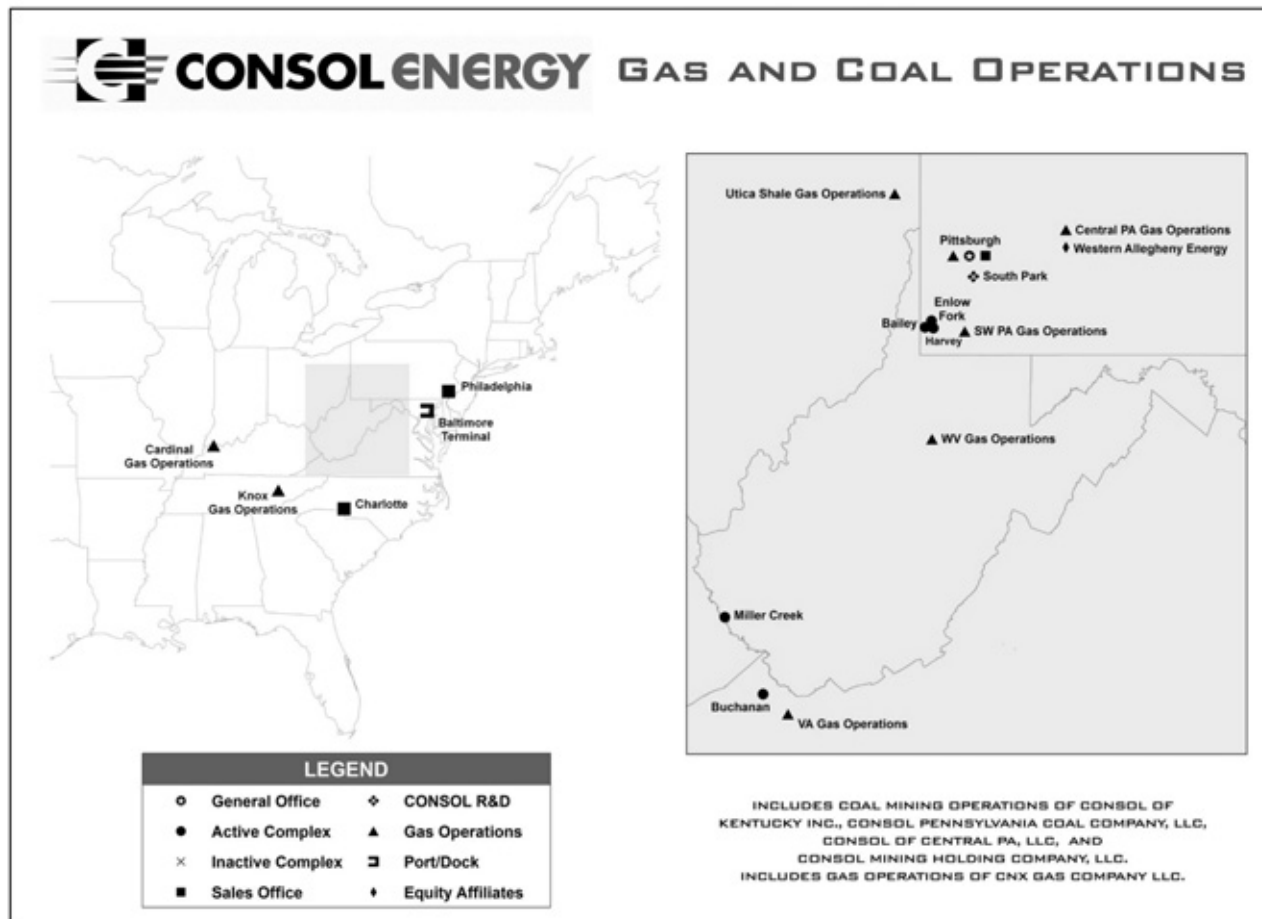 CONSOL ENERGY GAS AND COAL OPERATIONS
Philadelphia
Baltimore
Terminal
Cardinal
Gas Operations
Knox
Gas Operations
Charlotte
Utica Shale Gas Operations
Central PA Gas Operations
Western Allegheny Energy
Pittsburgh
South Park
Enlow
Fork
Bailey
Harvey
SW PA Gas Operations
WV Gas Operations
Miller Creek
Buchanan
VA Gas Operations
LEGEND
General Office
CONSOL R&D
Active Complex
Gas Operations
Inactive Complex
Port/Dock
Sales Office
Equity Affiliates
INCLUDES COAL MINING OPERATIONS OF CONSOL OF
KENTUCKY INC., CONSOL PENNSYLVANIA COAL COMPANY, LLC,
CONSOL OF CENTRAL PA, LLC, AND
CONSOL MINING HOLDING COMPANY, LLC.
INCLUDES GAS OPERATIONS OF CNX GAS COMPANY LLC.